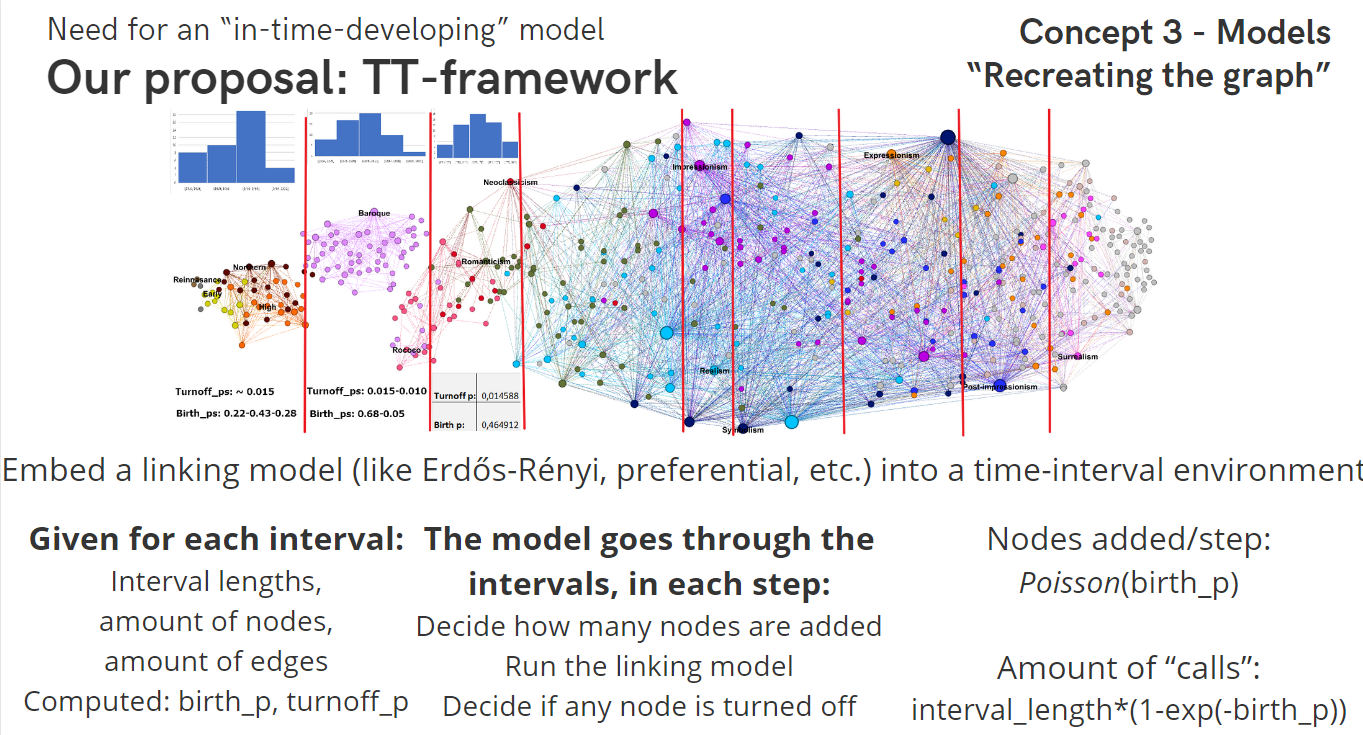 Need for an “in-time-developing” model
Our proposal: TT-framework
Concept 3 - Models
“Recreating the graph”
Neoclassicism
Impressionism
Expressionism
Baroque
Romanticism
Northern
Reinnisance
Early
High
Rococo
Realism
Surrealism
Post-impressionism
Symbolism
Turnoff_ps: ~ 0.015
Birth_ps: 0.22-0.43-0.28
Turnoff_ps: 0.015-0.010
Birth_ps: 0.68-0.05
Turnoff p: 0,014588
Birth p: 0,464912
Embed a linking model (like Erdős-Rényi, preferential, etc.) into a time-interval environment
Given for each interval:
Interval lengths,
amount of nodes,
amount of edges
Computed: birth_p, turnoff_p
The model goes through the
intervals, in each step:
Decide how many nodes are added
Run the linking model
Decide if any node is turned off
Nodes added/step:
Poisson(birth_p)
Amount of “calls”:
interval_length*(1-exp(-birth_p))